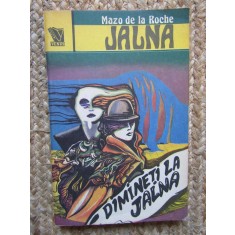 Mazo de la Roche
JALNA
DIMINEȚI LA
JALNA